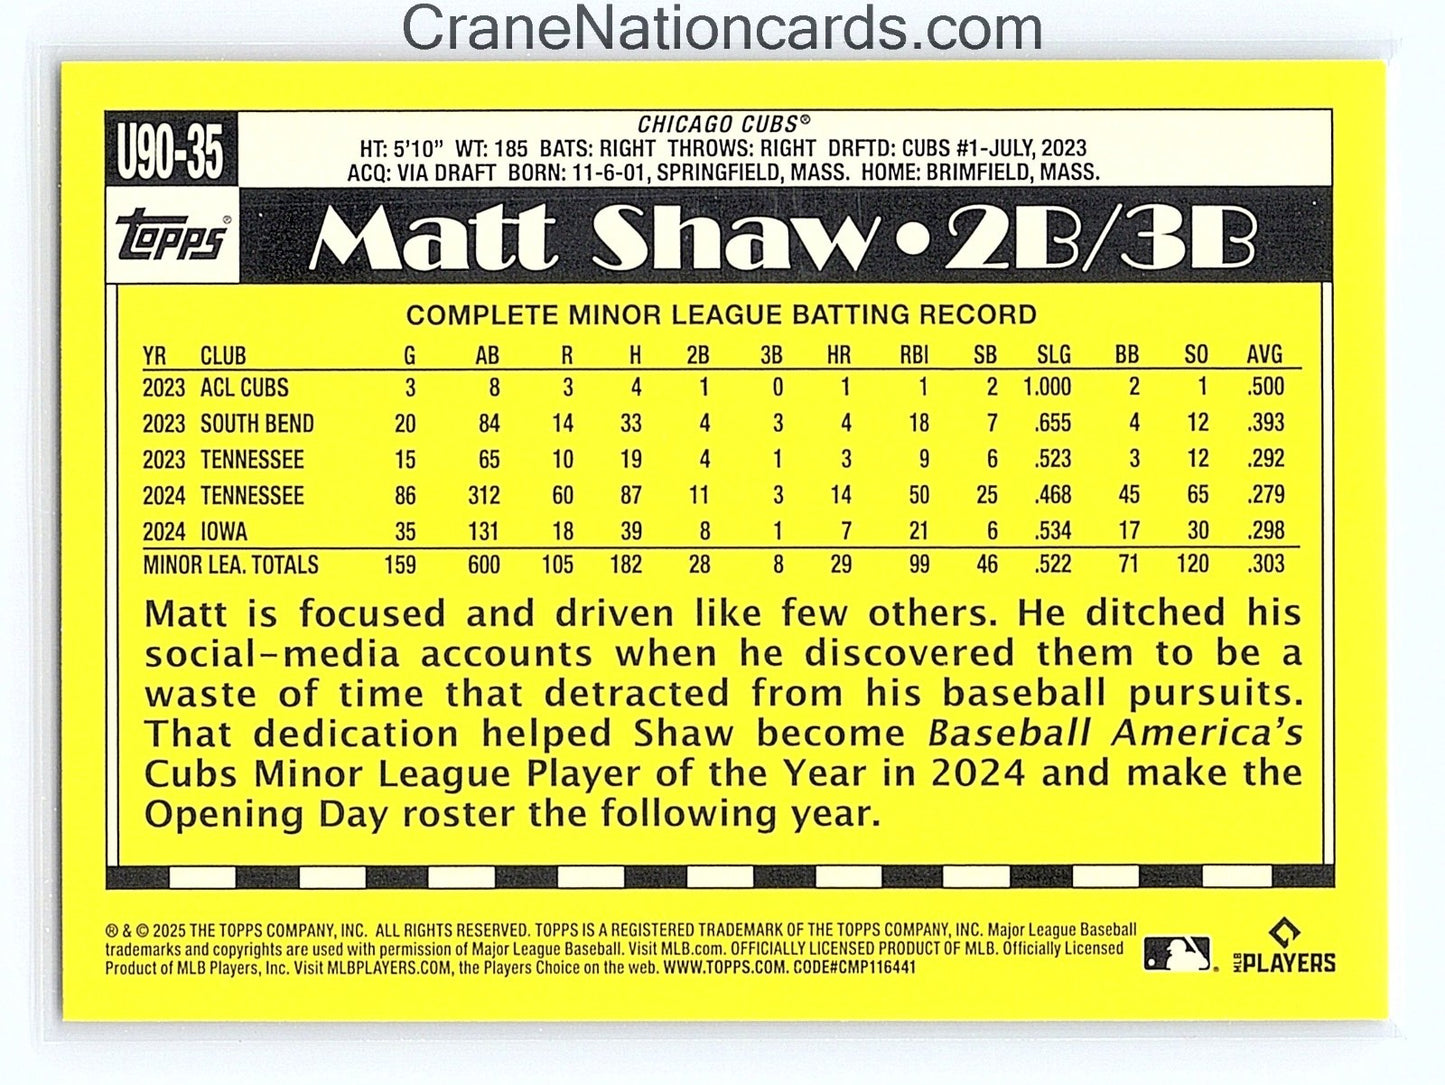 CraneNationcards.com
U90-35
CHICAGO CUBS®
HT: 5'10" WT: 185 BATS: RIGHT THROWS: RIGHT DRFTD: CUBS #1-JULY, 2023
ACQ: VIA DRAFT BORN: 11-6-01, SPRINGFIELD, MASS. HOME: BRIMFIELD, MASS.
topps®
Matt Shaw • 2B/3B
COMPLETE MINOR LEAGUE BATTING RECORD
YR CLUB G AB R H 2B 3B HR RBI SB SLG BB SO AVG
2023 ACL CUBS 3 8 3 4 1 0 1 1 2 1.000 2 1 .500
2023 SOUTH BEND 20 84 14 33 4 3 4 18 7 .655 4 12 .393
2023 TENNESSEE 15 65 10 19 4 1 3 9 6 .523 3 12 .292
2024 TENNESSEE 86 312 60 87 11 3 14 50 25 .468 45 65 .279
2024 IOWA 35 131 18 39 8 1 7 21 6 .534 17 30 .298
MINOR LEA. TOTALS 159 600 105 182 28 8 29 99 46 .522 71 120 .303
Matt is focused and driven like few others. He ditched his
social-media accounts when he discovered them to be a
waste of time that detracted from his baseball pursuits.
That dedication helped Shaw become Baseball America's
Cubs Minor League Player of the Year in 2024 and make the
Opening Day roster the following year.
® & © 2025 THE TOPPS COMPANY, INC. ALL RIGHTS RESERVED. TOPPS IS A REGISTERED TRADEMARK OF THE TOPPS COMPANY, INC. Major League Baseball
trademarks and copyrights are used with permission of Major League Baseball. Visit MLB.com. OFFICIALLY LICENSED PRODUCT OF MLB. Officially Licensed
Product of MLB Players, Inc. Visit MLBPLAYERS.COM, the Players Choice on the web. WWW.TOPPS.COM. CODE#CMP116441
MLB PLAYERS